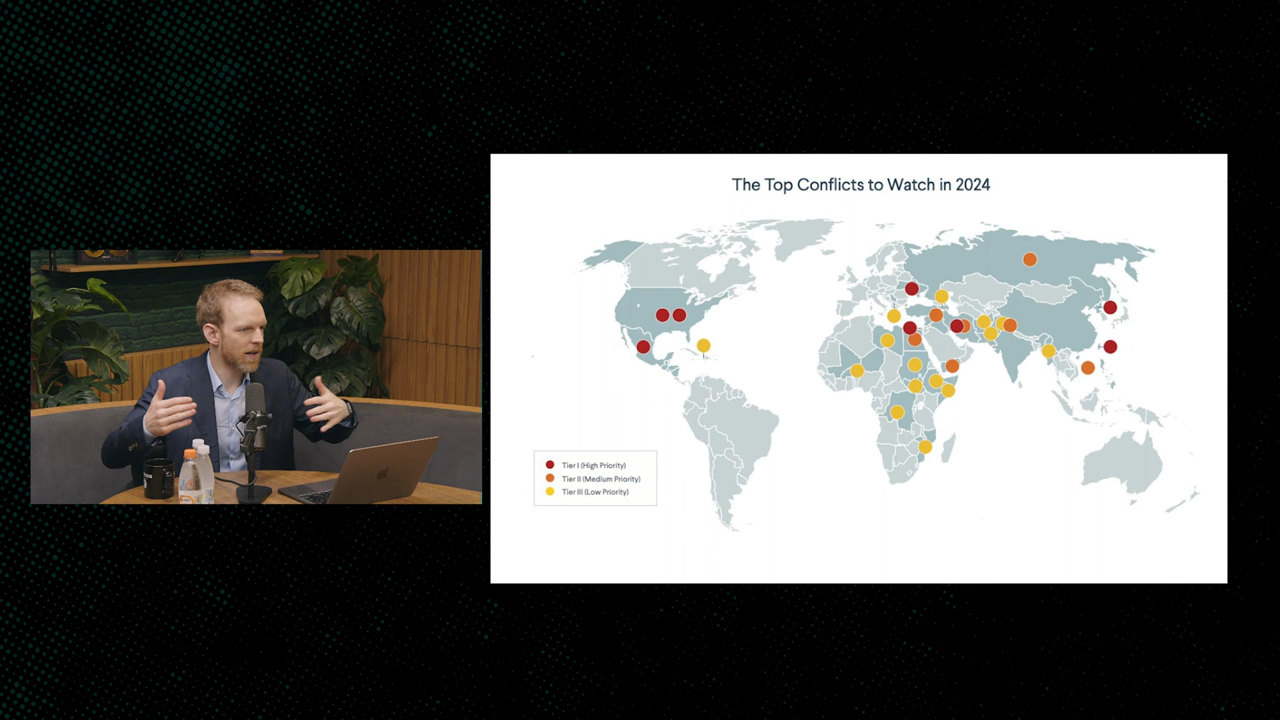 The Top Conflicts to Watch in 2024
Tier I (High Priority)
Tier II (Medium Priority)
Tier III (Low Priority)